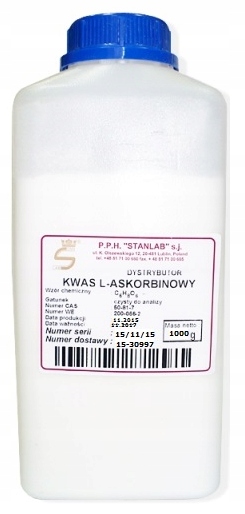 P.P.H. "STANLAB" s.j.
DYSTRYBUTOR
KWAS L-ASKORBINOWY
Wzór chemiczny C₆H₈O₆
Gatunek czysty do analizy
Numer CAS 50-81-7
Numer WE 200-066-2
Data produkcji 11.2015
Data ważności 11.2017
Masa netto
1000 g
Numer serii : 15/11/15
Numer dostawy : 15-30997